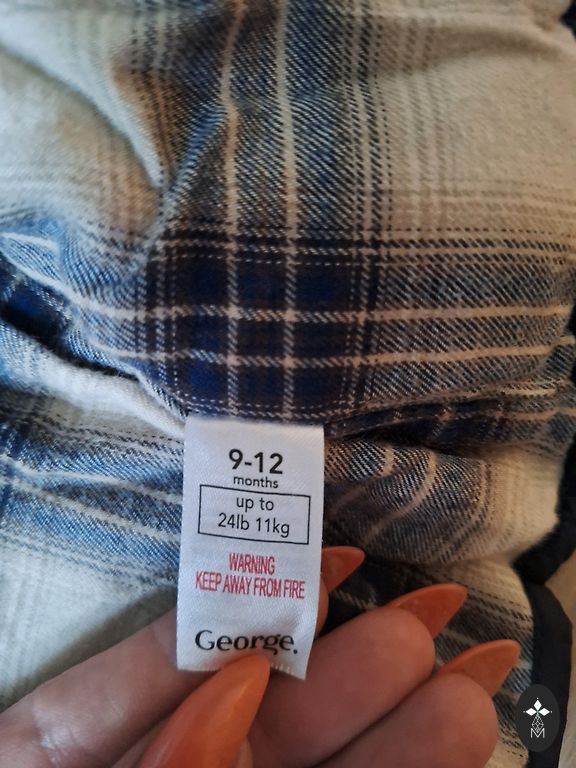 9-12
months
up to
24lb 11kg
WARNING
KEEP AWAY FROM FIRE
George.